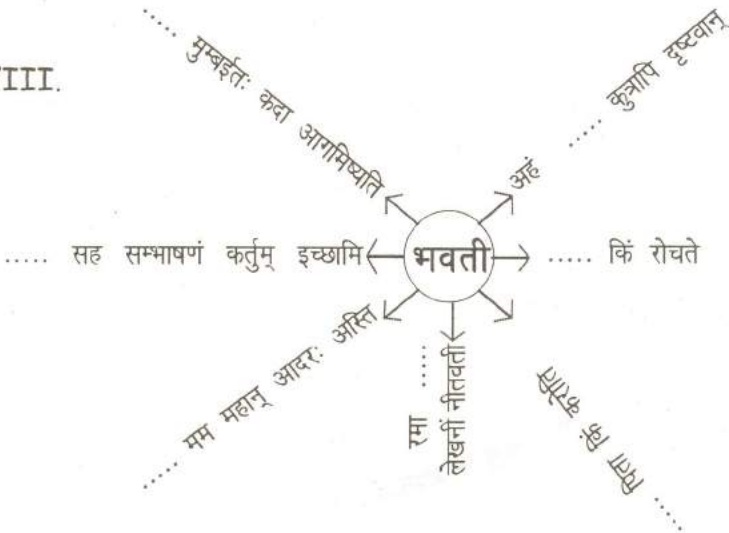 VIII.
..... मुम्बईतः कदा आगमिष्यति
अहं ..... कुत्रापि दृष्टवान्
..... सह सम्भाषणं कर्तुम् इच्छामि
भवती
..... किं रोचते
..... मम महान् आदरः अस्ति
रमा .....
लेखनीं नीतवती
..... पिता किं करोति